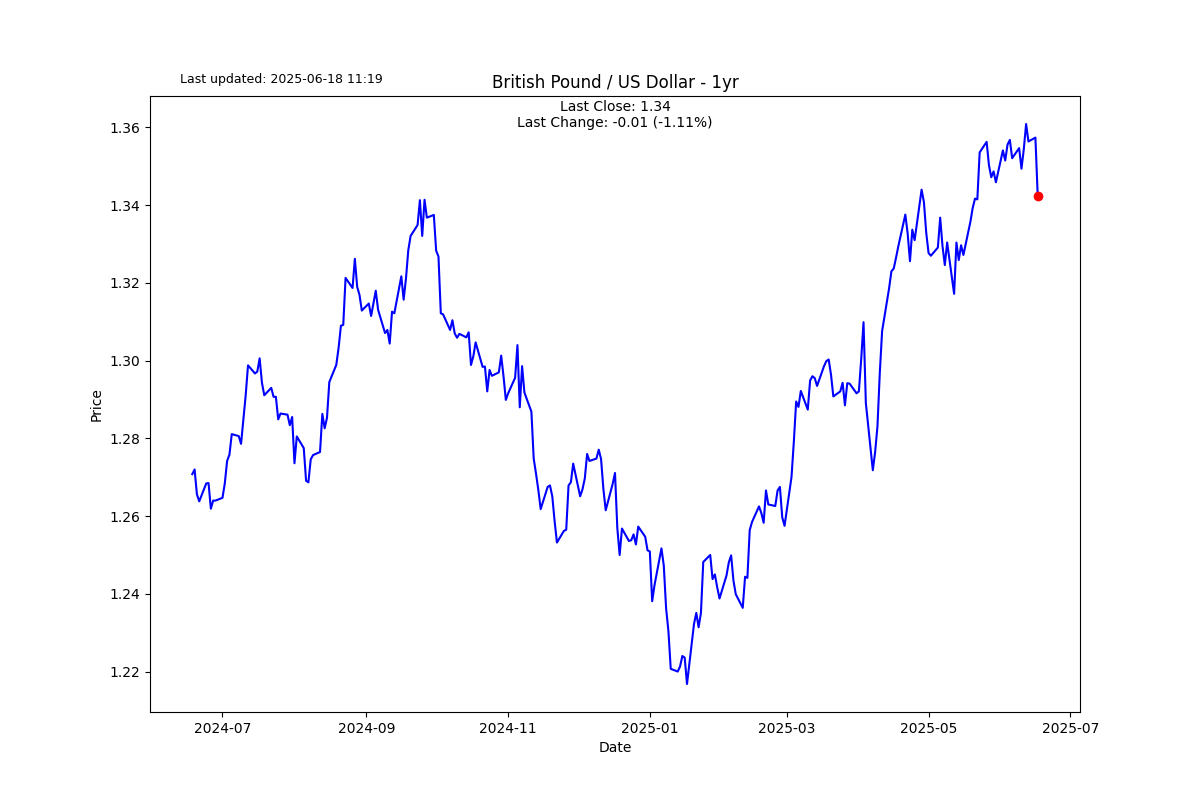 Last updated: 2025-06-18 11:19
British Pound / US Dollar - 1yr
Last Close: 1.34
Last Change: -0.01 (-1.11%)
1.36
1.34
1.32
1.30
1.28
1.26
1.24
1.22
Price
2024-07
2024-09
2024-11
2025-01
2025-03
2025-05
2025-07
Date